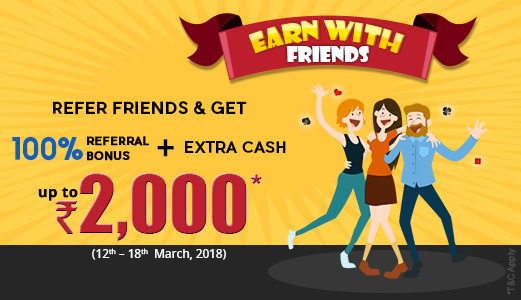 EARN WITH
FRIENDS
REFER FRIENDS & GET
100% REFERRAL BONUS + EXTRA CASH
up to ₹2,000*
(12th – 18th March, 2018)
*T&C Apply